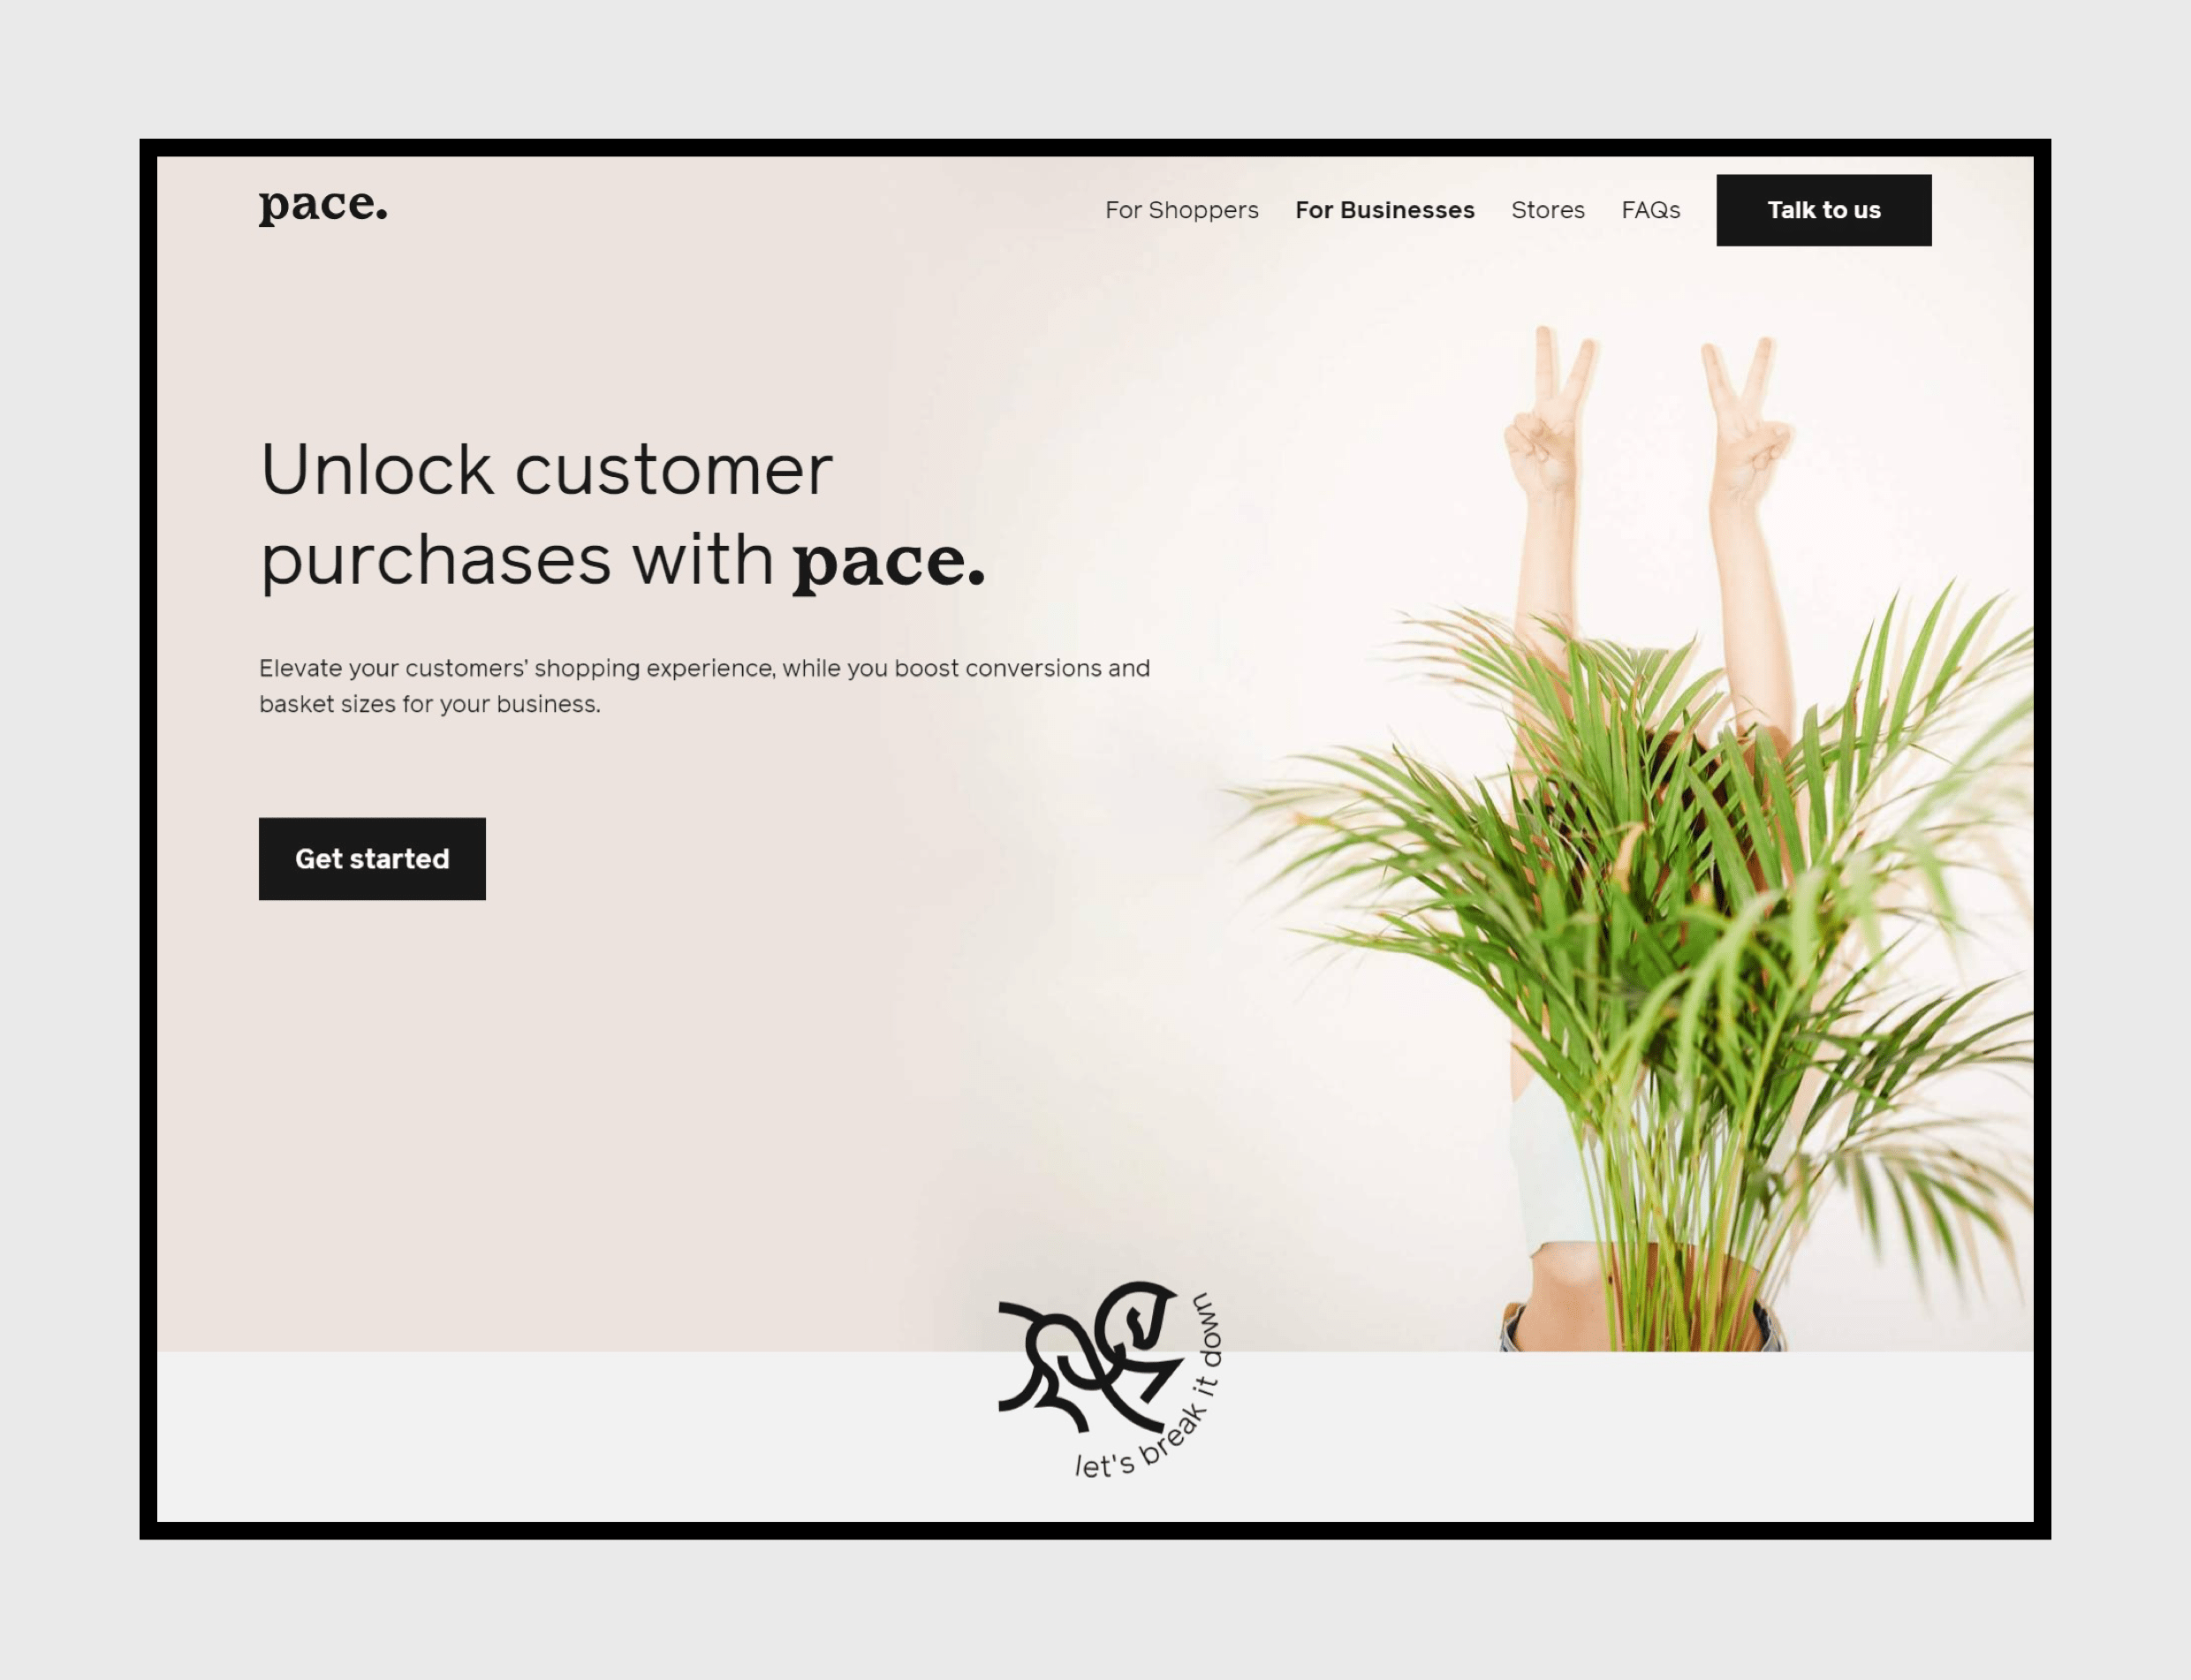 pace.
For Shoppers
For Businesses
Stores
FAQs
Talk to us
Unlock customer
purchases with pace.
Elevate your customers' shopping experience, while you boost conversions and
basket sizes for your business.
Get started
let's break it down